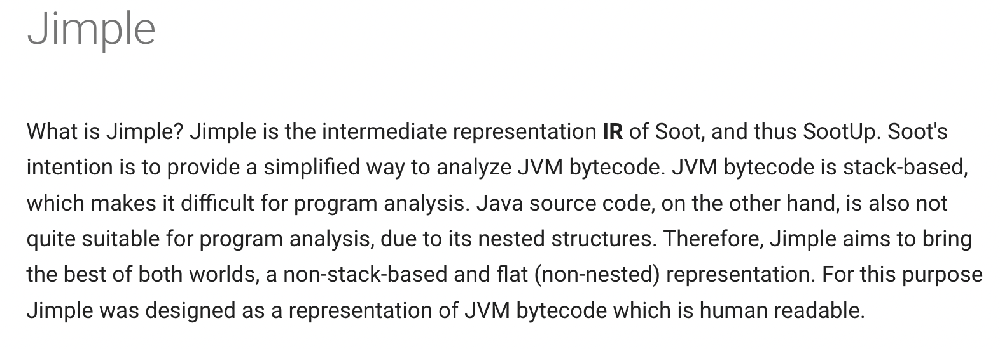 Jimple
What is Jimple? Jimple is the intermediate representation IR of Soot, and thus SootUp. Soot's
intention is to provide a simplified way to analyze JVM bytecode. JVM bytecode is stack-based,
which makes it difficult for program analysis. Java source code, on the other hand, is also not
quite suitable for program analysis, due to its nested structures. Therefore, Jimple aims to bring
the best of both worlds, a non-stack-based and flat (non-nested) representation. For this purpose
Jimple was designed as a representation of JVM bytecode which is human readable.